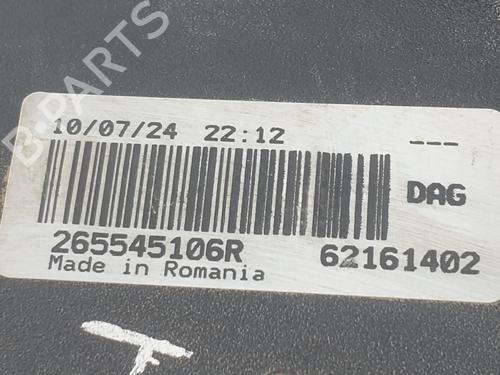 B-PARTS
10/07/24 22:12 ---
DAG
265545106R 62161402
Made in Romania